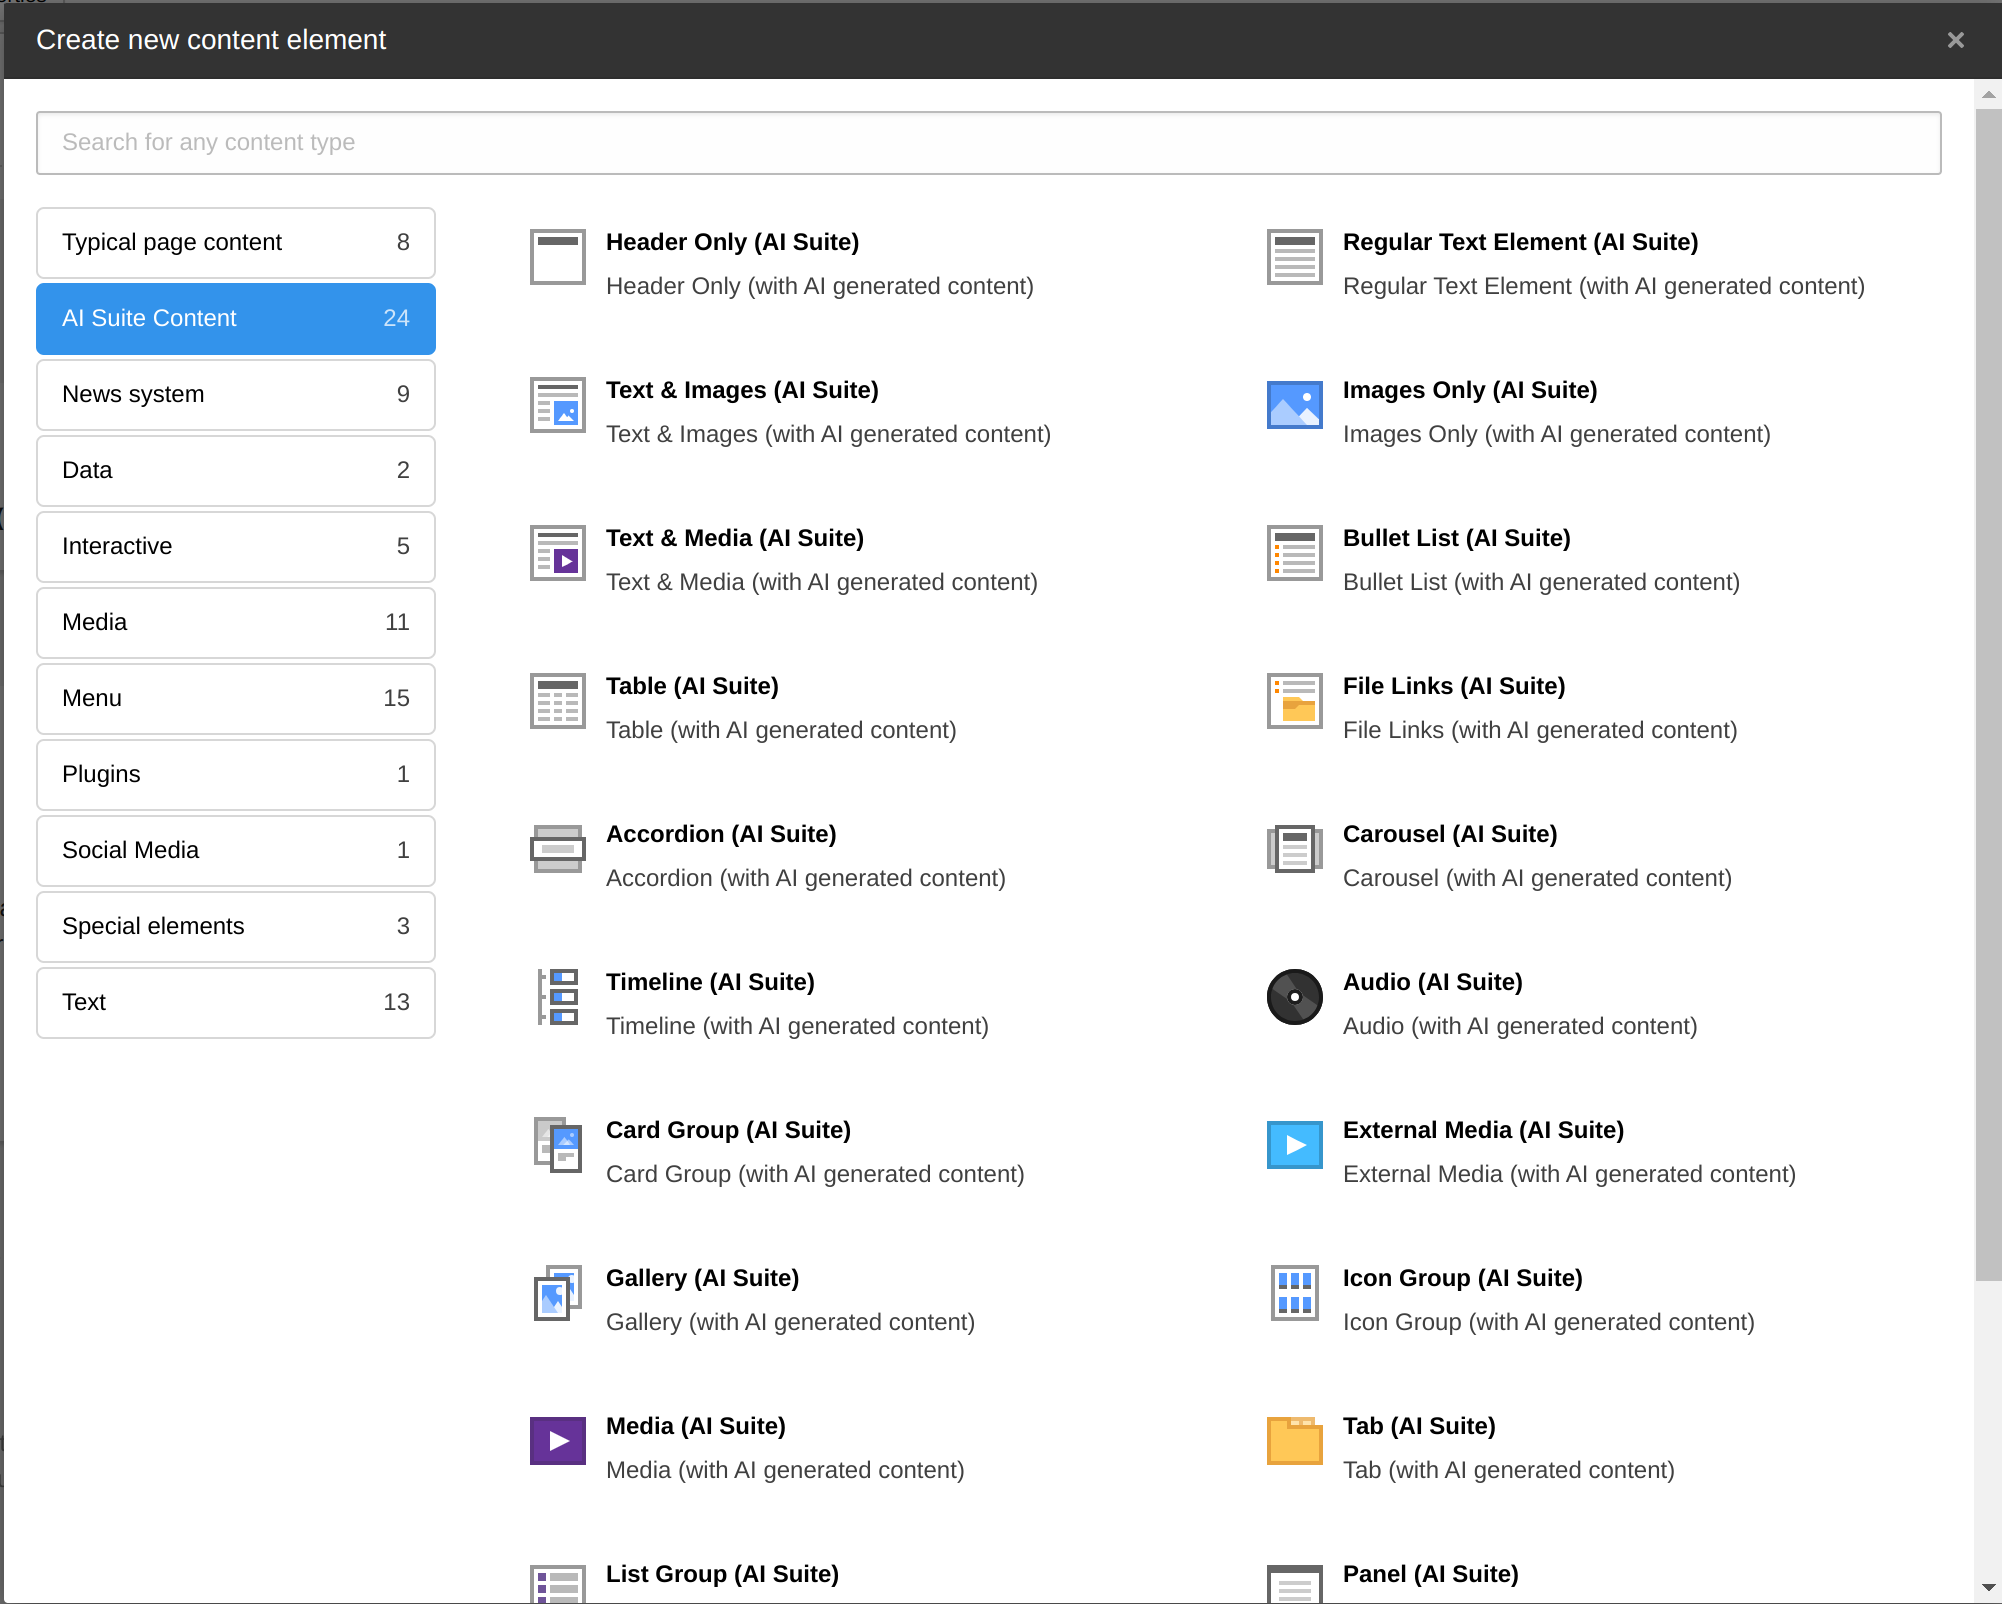 Create new content element
Search for any content type
Typical page content 8
AI Suite Content 24
News system 9
Data 2
Interactive 5
Media 11
Menu 15
Plugins 1
Social Media 1
Special elements 3
Text 13
Header Only (AI Suite)
Header Only (with AI generated content)
Regular Text Element (AI Suite)
Regular Text Element (with AI generated content)
Text & Images (AI Suite)
Text & Images (with AI generated content)
Images Only (AI Suite)
Images Only (with AI generated content)
Text & Media (AI Suite)
Text & Media (with AI generated content)
Bullet List (AI Suite)
Bullet List (with AI generated content)
Table (AI Suite)
Table (with AI generated content)
File Links (AI Suite)
File Links (with AI generated content)
Accordion (AI Suite)
Accordion (with AI generated content)
Carousel (AI Suite)
Carousel (with AI generated content)
Timeline (AI Suite)
Timeline (with AI generated content)
Audio (AI Suite)
Audio (with AI generated content)
Card Group (AI Suite)
Card Group (with AI generated content)
External Media (AI Suite)
External Media (with AI generated content)
Gallery (AI Suite)
Gallery (with AI generated content)
Icon Group (AI Suite)
Icon Group (with AI generated content)
Media (AI Suite)
Media (with AI generated content)
Tab (AI Suite)
Tab (with AI generated content)
List Group (AI Suite)
Panel (AI Suite)